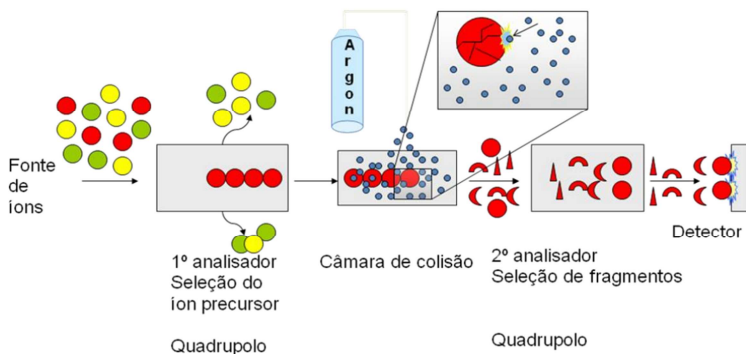 Argon
Fonte
de
íons
1º analisador
Seleção do
íon precursor
Quadrupolo
Câmara de colisão
2º analisador
Seleção de fragmentos
Quadrupolo
Detector